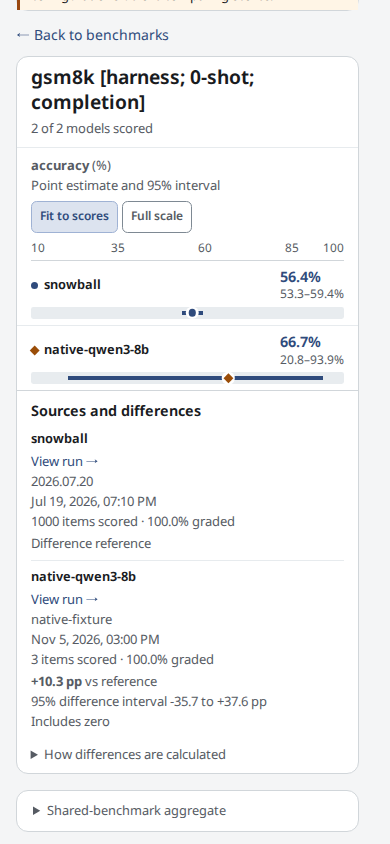 ← Back to benchmarks
gsm8k [harness; 0-shot;
completion]
2 of 2 models scored
accuracy (%)
Point estimate and 95% interval
Fit to scores Full scale
10 35 60 85 100
snowball 56.4%
53.3–59.4%
native-qwen3-8b 66.7%
20.8–93.9%
Sources and differences
snowball
View run →
2026.07.20
Jul 19, 2026, 07:10 PM
1000 items scored · 100.0% graded
Difference reference
native-qwen3-8b
View run →
native-fixture
Nov 5, 2026, 03:00 PM
3 items scored · 100.0% graded
+10.3 pp vs reference
95% difference interval -35.7 to +37.6 pp
Includes zero
How differences are calculated
Shared-benchmark aggregate